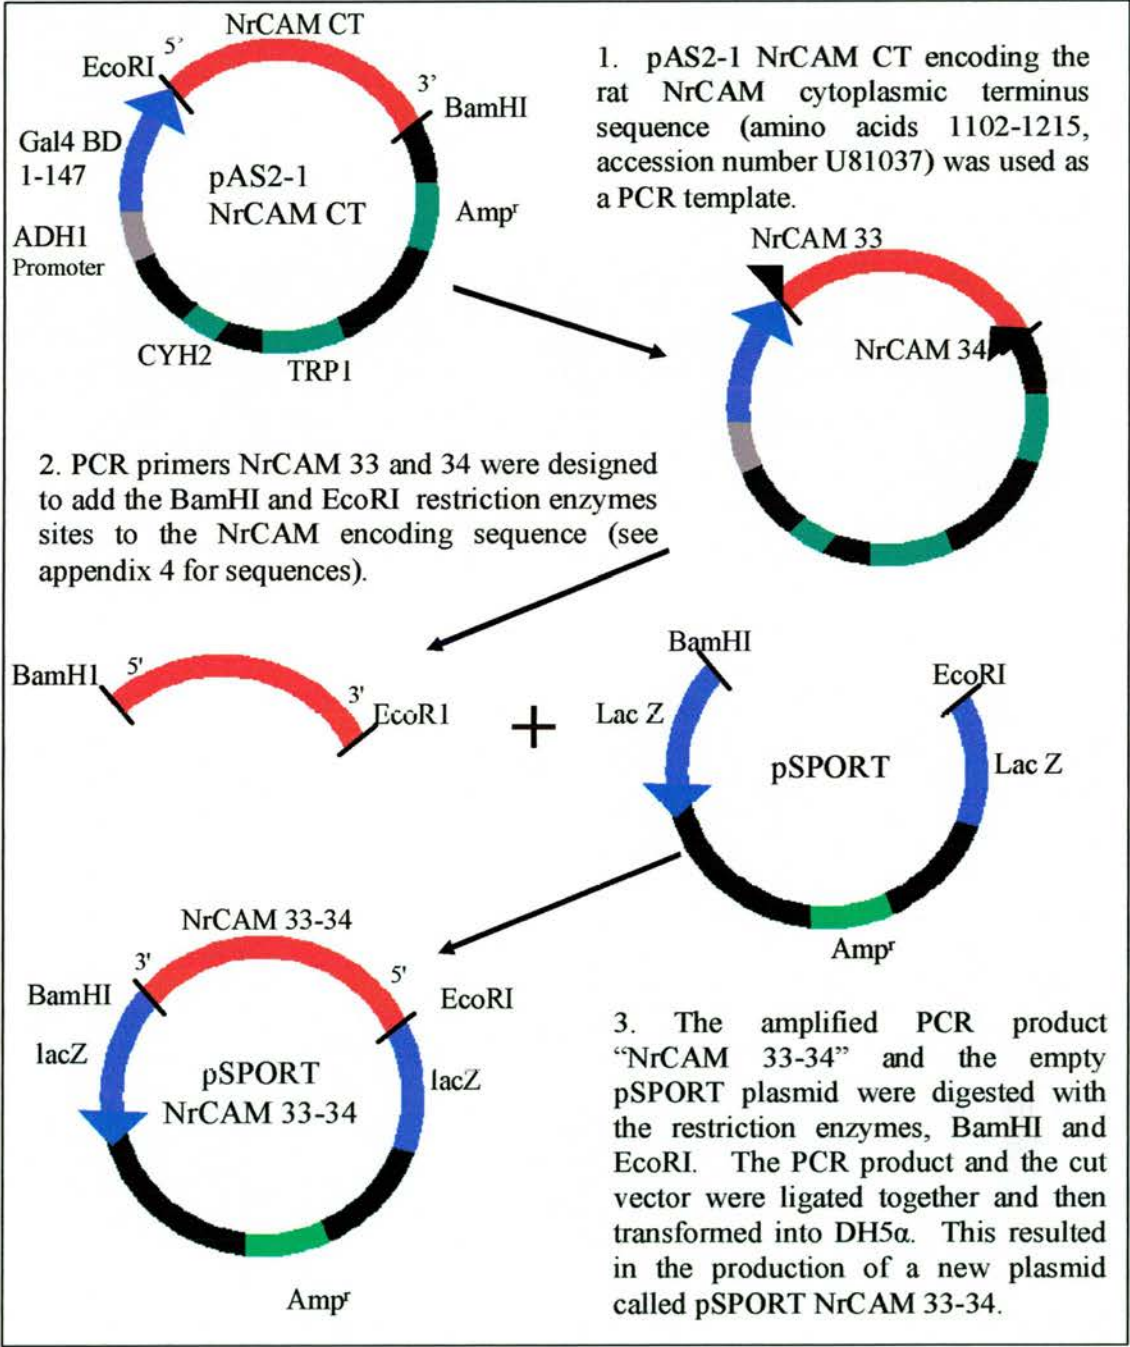 NrCAM CT
5'
EcoRI
3'
BamHI
Gal4 BD
1-147
pAS2-1
NrCAM CT
Ampʳ
ADH1
Promoter
CYH2
TRP1
1. pAS2-1 NrCAM CT encoding the
rat NrCAM cytoplasmic terminus
sequence (amino acids 1102-1215,
accession number U81037) was used as
a PCR template.
NrCAM 33
NrCAM 34
2. PCR primers NrCAM 33 and 34 were designed
to add the BamHI and EcoRI restriction enzymes
sites to the NrCAM encoding sequence (see
appendix 4 for sequences).
BamH1
5'
3'
EcoR1
+
BamHI
EcoRI
Lac Z
pSPORT
Lac Z
Ampʳ
NrCAM 33-34
3'
5'
BamHI
EcoRI
lacZ
pSPORT
NrCAM 33-34
lacZ
Ampʳ
3. The amplified PCR product
“NrCAM 33-34” and the empty
pSPORT plasmid were digested with
the restriction enzymes, BamHI and
EcoRI. The PCR product and the cut
vector were ligated together and then
transformed into DH5α. This resulted
in the production of a new plasmid
called pSPORT NrCAM 33-34.